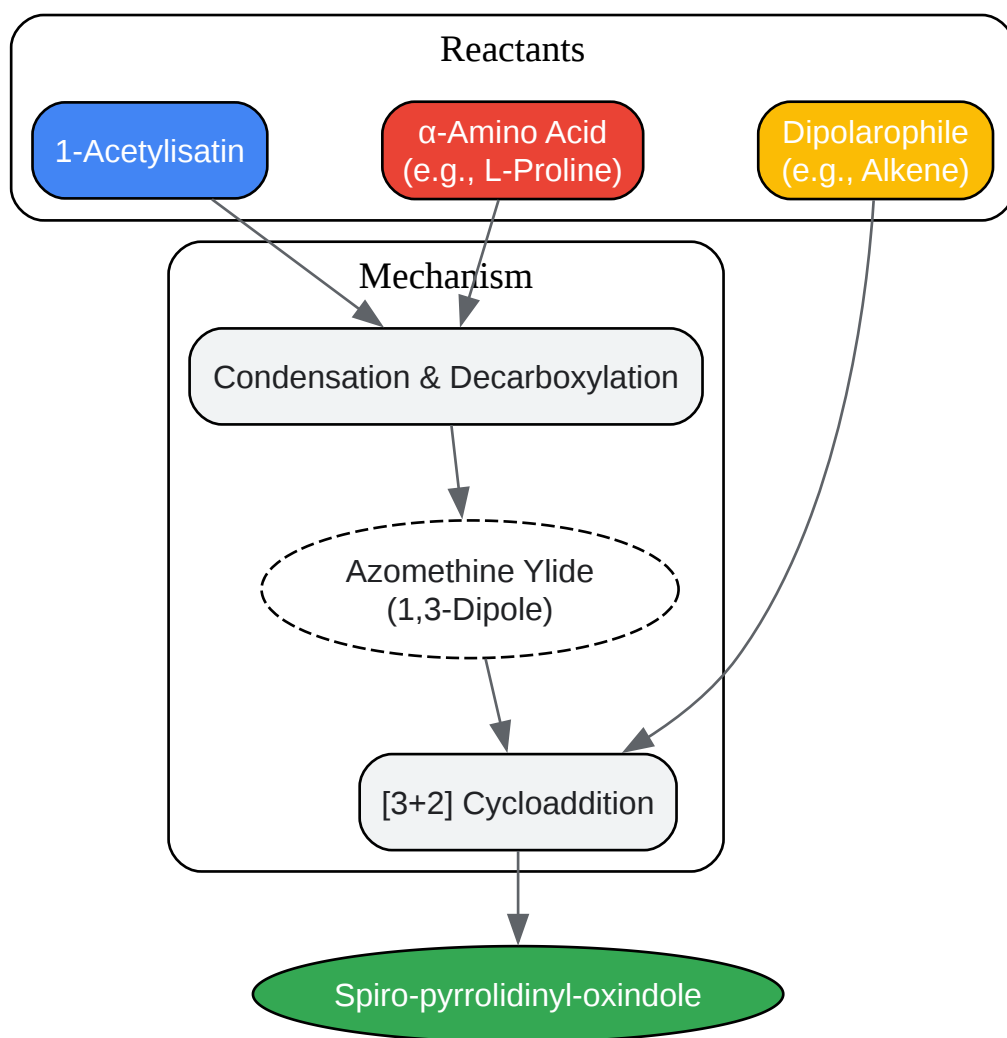 Reactants
1-Acetylisatin
α-Amino Acid
(e.g., L-Proline)
Dipolarophile
(e.g., Alkene)
Mechanism
Condensation & Decarboxylation
Azomethine Ylide
(1,3-Dipole)
[3+2] Cycloaddition
Spiro-pyrrolidinyl-oxindole